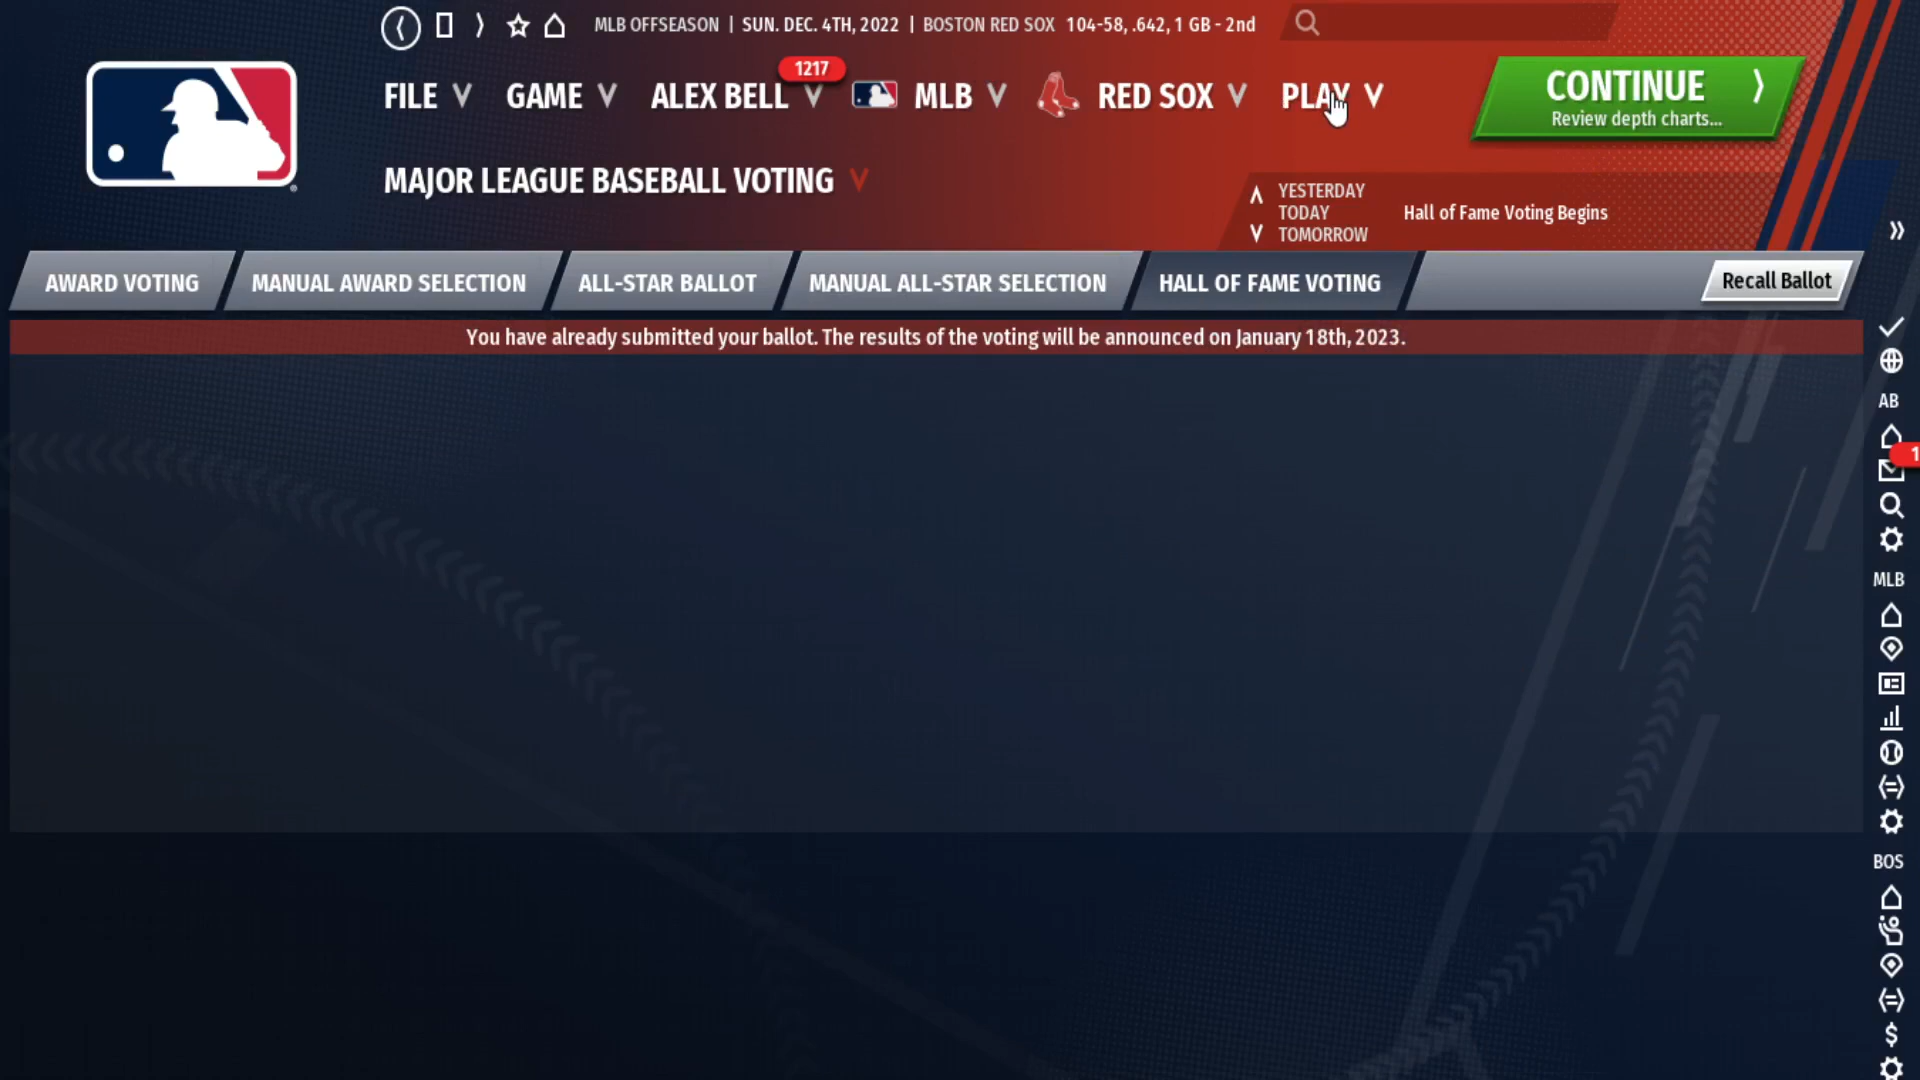 MLB OFFSEASON | SUN. DEC. 4TH, 2022 | BOSTON RED SOX 104-58, .642, 1 GB - 2nd
1217
FILE GAME ALEX BELL MLB RED SOX PLAY
CONTINUE
Review depth charts...
MAJOR LEAGUE BASEBALL VOTING
YESTERDAY
TODAY
TOMORROW
Hall of Fame Voting Begins
AWARD VOTING MANUAL AWARD SELECTION ALL-STAR BALLOT MANUAL ALL-STAR SELECTION HALL OF FAME VOTING Recall Ballot
You have already submitted your ballot. The results of the voting will be announced on January 18th, 2023.
AB
1
MLB
BOS